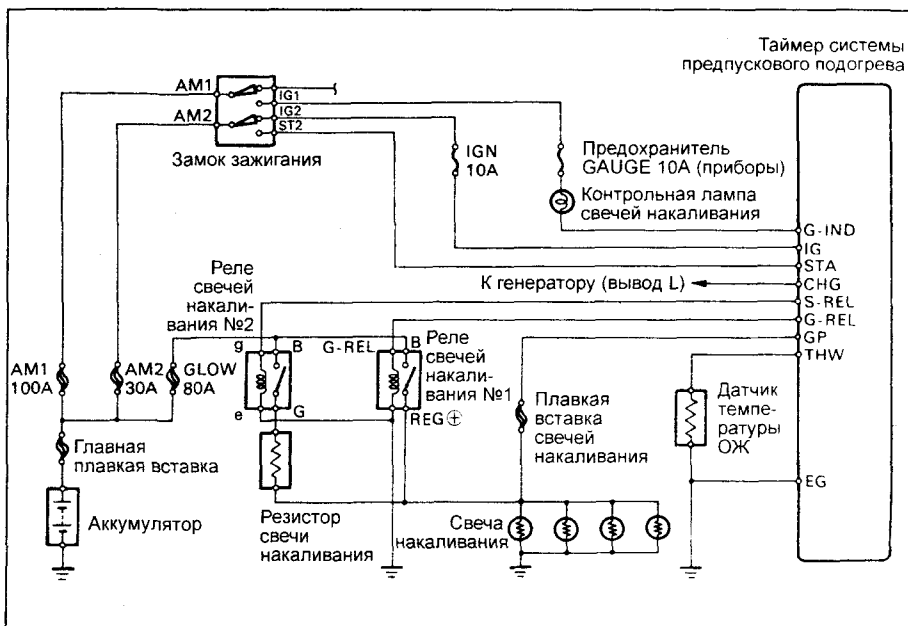 Таймер системы
предпускового подогрева
AM1
AM2
IG1
IG2
ST2
Замок зажигания
IGN
10A
Предохранитель
GAUGE 10A (приборы)
Контрольная лампа
свечей накаливания
G-IND
IG
STA
CHG
S-REL
G-REL
GP
THW
EG
К генератору (вывод L)
Реле
свечей
накали-
вания №2
g
B
e
G
G-REL
B
REG⊕
Реле
свечей
накали-
вания №1
AM1
100A
AM2
30A
GLOW
80A
Главная
плавкая вставка
Аккумулятор
Резистор
свечи
накаливания
Плавкая
вставка
свечей
накаливания
Свеча
накаливания
Датчик
темпе-
ратуры
ОЖ